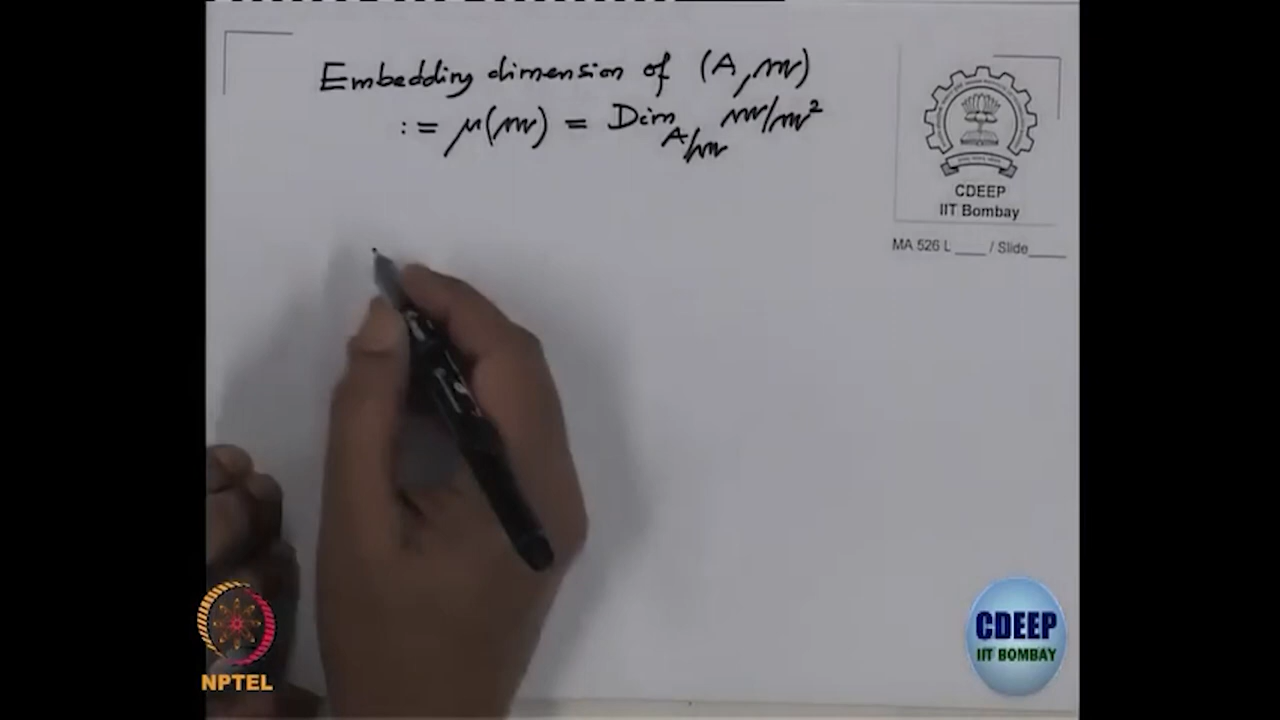 Embedding dimension of (A, 𝔪)
:= μ(𝔪) = Dim_{A/𝔪} 𝔪/𝔪²
CDEEP
IIT Bombay
MA 526 L ____ / Slide____
NPTEL
CDEEP
IIT BOMBAY